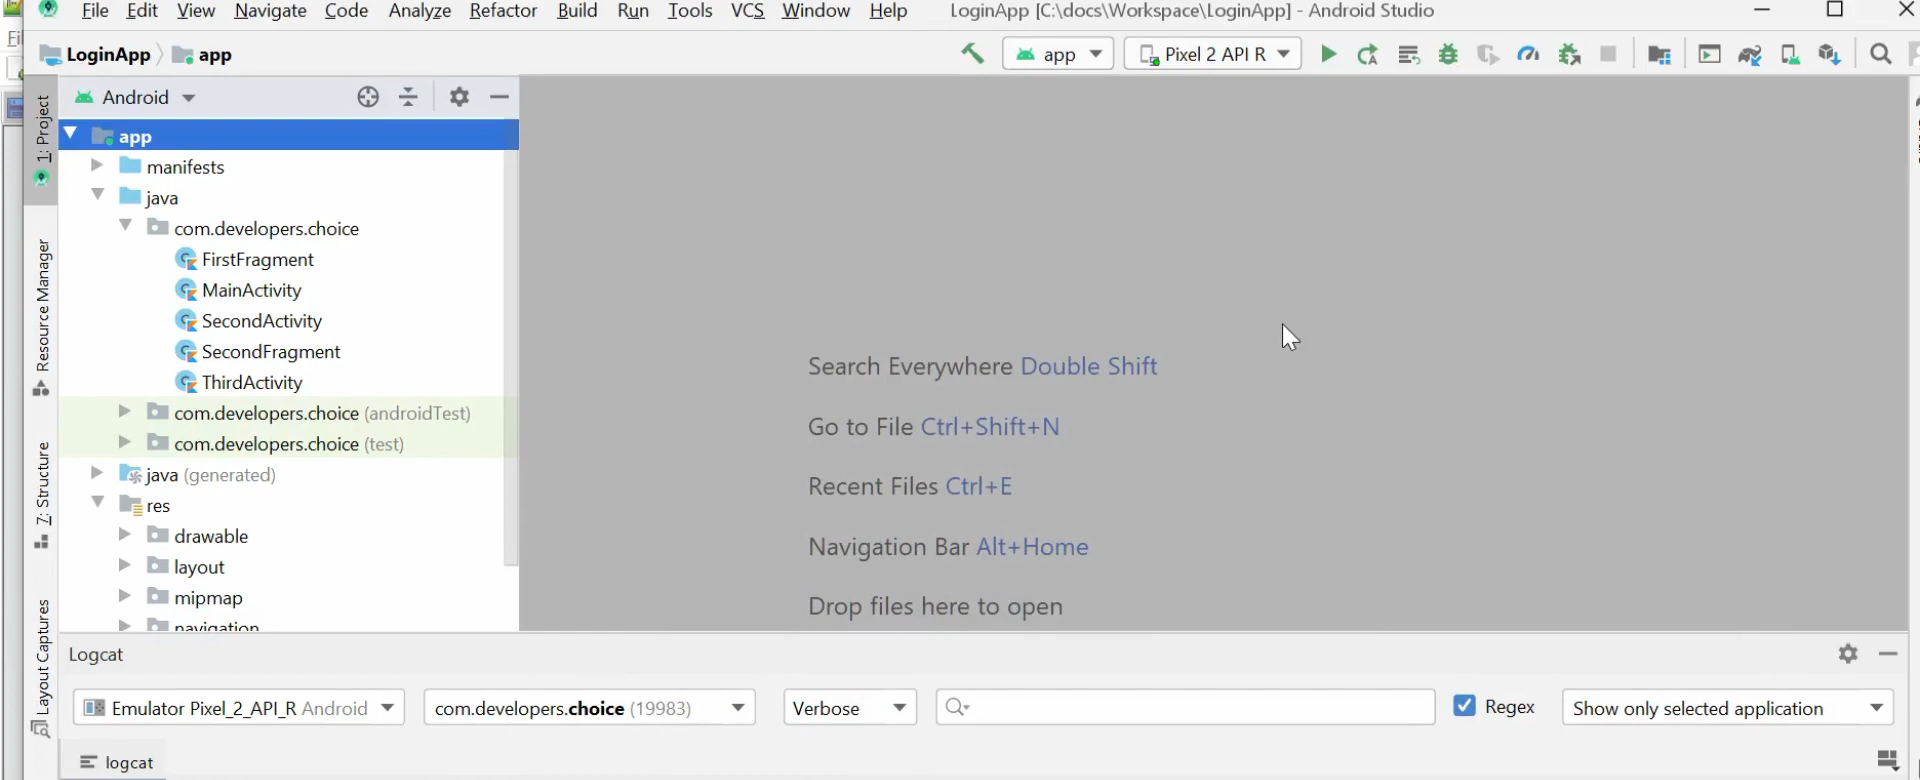 File Edit View Navigate Code Analyze Refactor Build Run Tools VCS Window Help LoginApp [C:\docs\Workspace\LoginApp] - Android Studio
LoginApp app
app Pixel 2 API R
Android
1: Project
Resource Manager
7: Structure
Layout Captures
app
manifests
java
com.developers.choice
FirstFragment
MainActivity
SecondActivity
SecondFragment
ThirdActivity
com.developers.choice (androidTest)
com.developers.choice (test)
java (generated)
res
drawable
layout
mipmap
navigation
Search Everywhere Double Shift
Go to File Ctrl+Shift+N
Recent Files Ctrl+E
Navigation Bar Alt+Home
Drop files here to open
Logcat
Emulator Pixel_2_API_R Android com.developers.choice (19983) Verbose Regex Show only selected application
logcat